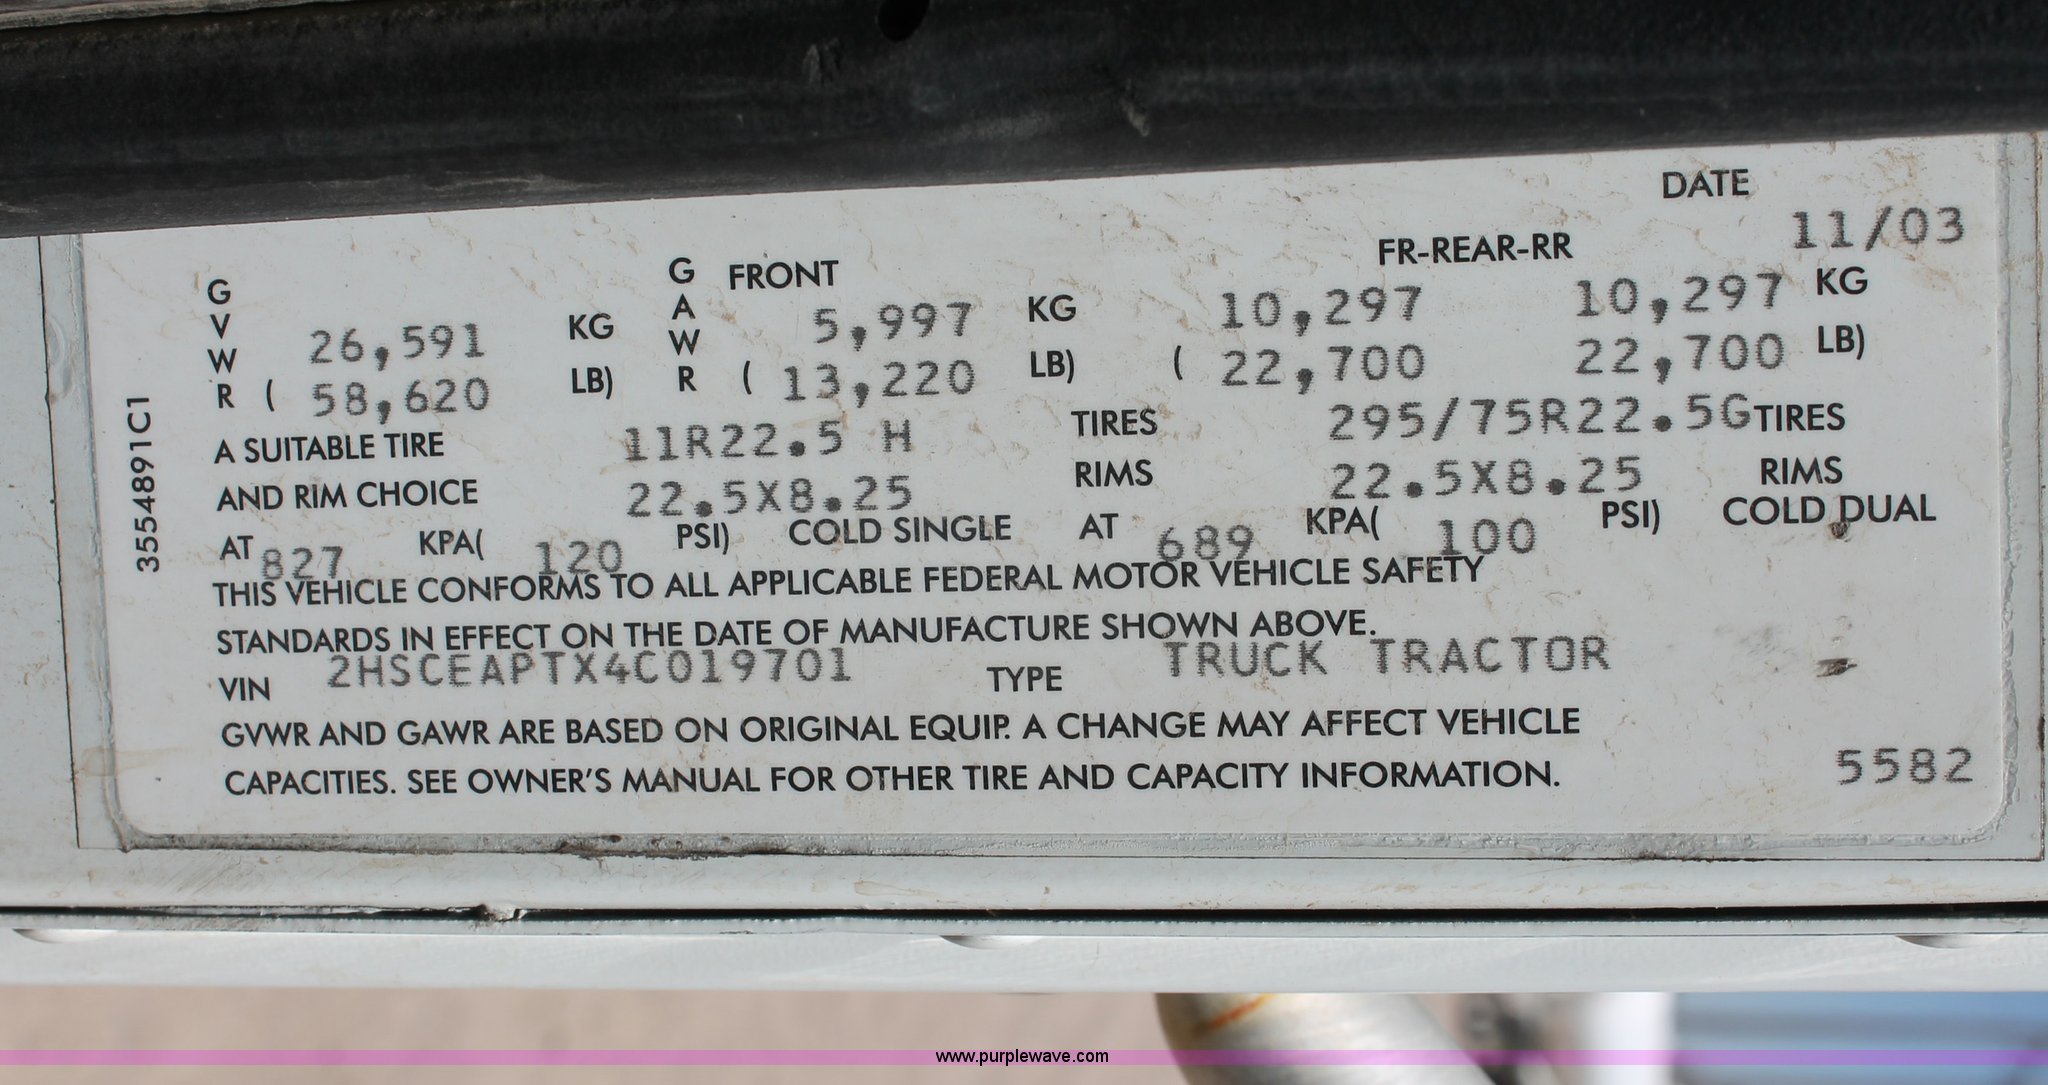 DATE
11/03
G V W R
26,591 KG
( 58,620 LB)
G A W R
FRONT
5,997 KG
( 13,220 LB)
FR-REAR-RR
10,297 10,297 KG
( 22,700 22,700 LB)
A SUITABLE TIRE 11R22.5 H TIRES 295/75R22.5G TIRES
AND RIM CHOICE 22.5X8.25 RIMS 22.5X8.25 RIMS
AT 827 KPA( 120 PSI) COLD SINGLE AT 689 KPA( 100 PSI) COLD DUAL
THIS VEHICLE CONFORMS TO ALL APPLICABLE FEDERAL MOTOR VEHICLE SAFETY
STANDARDS IN EFFECT ON THE DATE OF MANUFACTURE SHOWN ABOVE.
VIN 2HSCEAPTX4C019701 TYPE TRUCK TRACTOR
GVWR AND GAWR ARE BASED ON ORIGINAL EQUIP. A CHANGE MAY AFFECT VEHICLE
CAPACITIES. SEE OWNER'S MANUAL FOR OTHER TIRE AND CAPACITY INFORMATION.
5582
3554891C1
www.purplewave.com